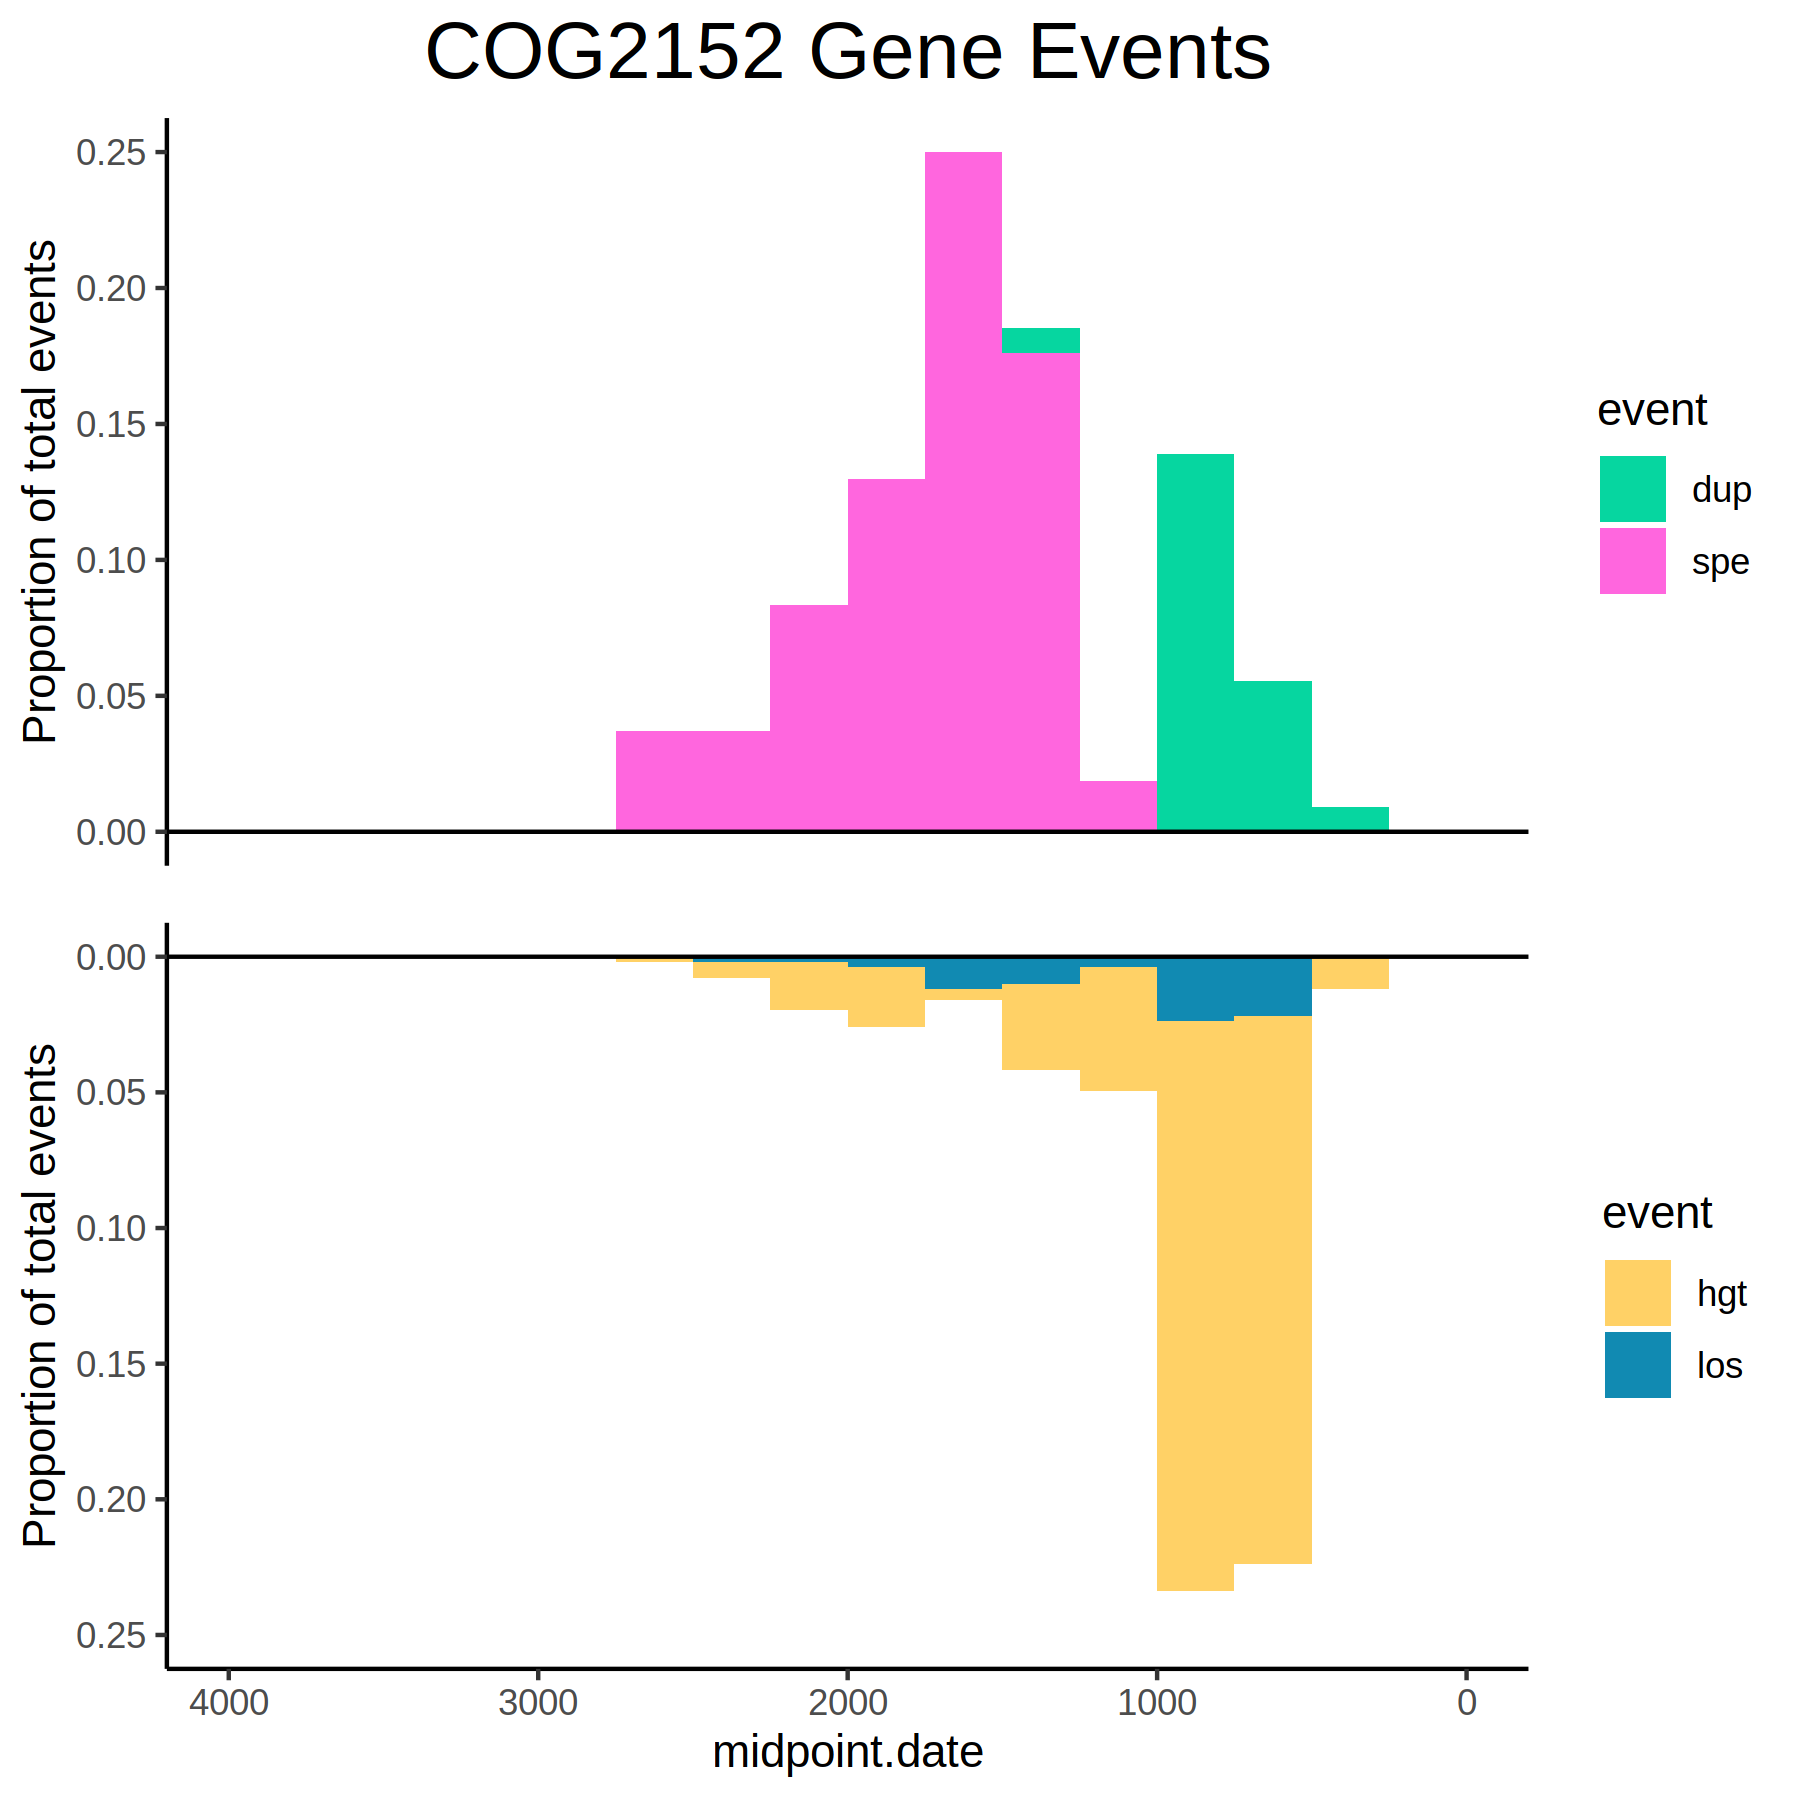 COG2152 Gene Events
Proportion of total events
0.25
0.20
0.15
0.10
0.05
0.00
event
dup
spe
Proportion of total events
0.00
0.05
0.10
0.15
0.20
0.25
event
hgt
los
4000 3000 2000 1000 0
midpoint.date